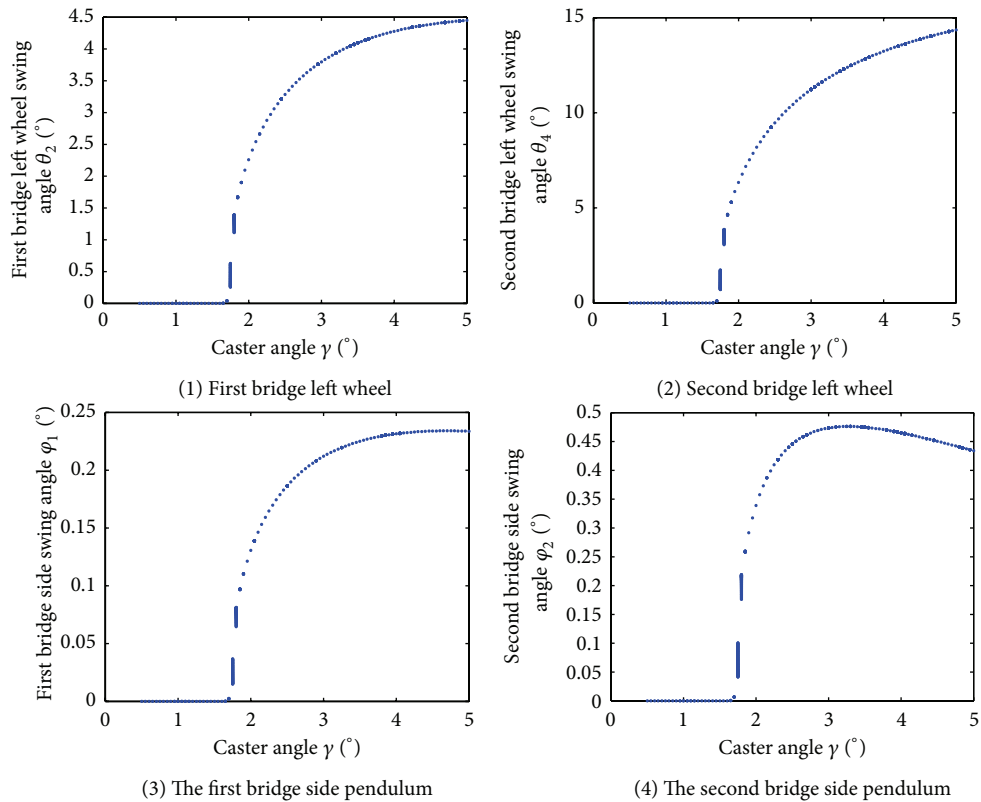 4.5
4
3.5
3
2.5
2
1.5
1
0.5
0
First bridge left wheel swing
angle θ2 (°)
0 1 2 3 4 5
Caster angle γ (°)
(1) First bridge left wheel
15
10
5
0
Second bridge left wheel swing
angle θ4 (°)
0 1 2 3 4 5
Caster angle γ (°)
(2) Second bridge left wheel
0.25
0.2
0.15
0.1
0.05
0
First bridge side swing angle φ1 (°)
0 1 2 3 4 5
Caster angle γ (°)
(3) The first bridge side pendulum
0.5
0.45
0.4
0.35
0.3
0.25
0.2
0.15
0.1
0.05
0
Second bridge side swing
angle φ2 (°)
0 1 2 3 4 5
Caster angle γ (°)
(4) The second bridge side pendulum